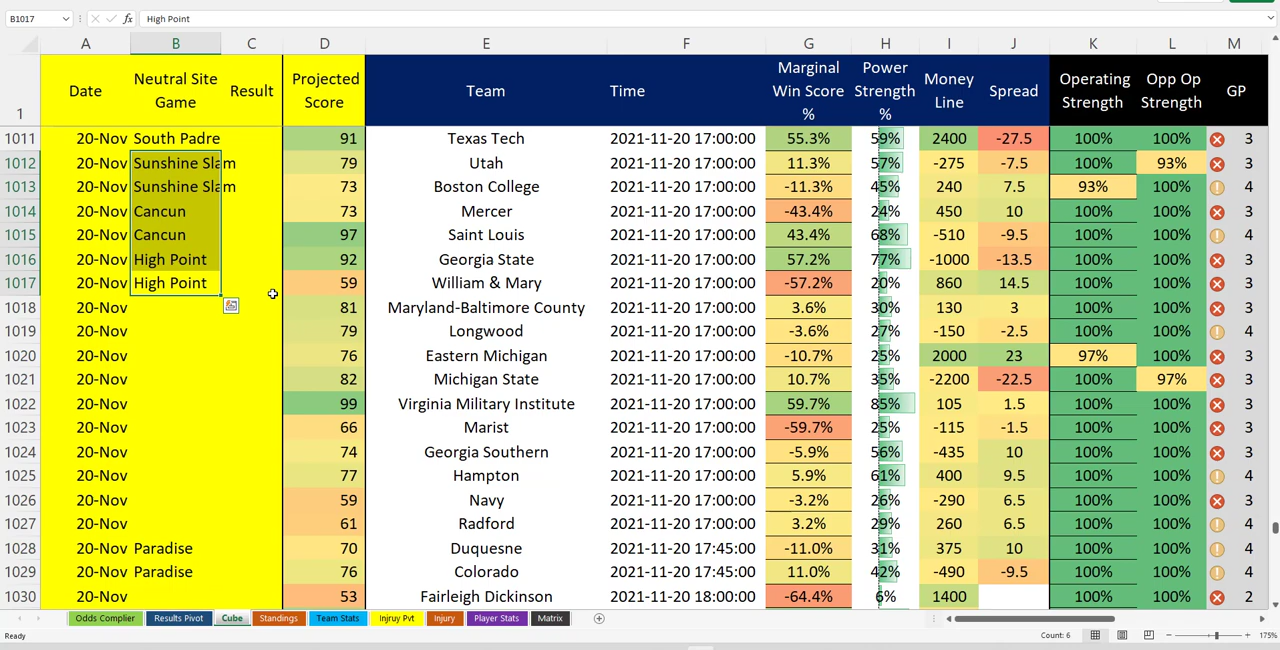 B1017 fx High Point
A B C D E F G H I J K L M
1 Date Neutral Site Game Result Projected Score Team Time Marginal Win Score % Power Strength % Money Line Spread Operating Strength Opp Op Strength GP
1011 20-Nov South Padre 91 Texas Tech 2021-11-20 17:00:00 55.3% 59% 2400 -27.5 100% 100% 3
1012 20-Nov Sunshine Slam 79 Utah 2021-11-20 17:00:00 11.3% 57% -275 -7.5 100% 93% 3
1013 20-Nov Sunshine Slam 73 Boston College 2021-11-20 17:00:00 -11.3% 45% 240 7.5 93% 100% 4
1014 20-Nov Cancun 73 Mercer 2021-11-20 17:00:00 -43.4% 24% 450 10 100% 100% 3
1015 20-Nov Cancun 97 Saint Louis 2021-11-20 17:00:00 43.4% 68% -510 -9.5 100% 100% 4
1016 20-Nov High Point 92 Georgia State 2021-11-20 17:00:00 57.2% 77% -1000 -13.5 100% 100% 3
1017 20-Nov High Point 59 William & Mary 2021-11-20 17:00:00 -57.2% 20% 860 14.5 100% 100% 3
1018 20-Nov 81 Maryland-Baltimore County 2021-11-20 17:00:00 3.6% 30% 130 3 100% 100% 3
1019 20-Nov 79 Longwood 2021-11-20 17:00:00 -3.6% 27% -150 -2.5 100% 100% 4
1020 20-Nov 76 Eastern Michigan 2021-11-20 17:00:00 -10.7% 25% 2000 23 97% 100% 3
1021 20-Nov 82 Michigan State 2021-11-20 17:00:00 10.7% 35% -2200 -22.5 100% 97% 3
1022 20-Nov 99 Virginia Military Institute 2021-11-20 17:00:00 59.7% 85% 105 1.5 100% 100% 3
1023 20-Nov 66 Marist 2021-11-20 17:00:00 -59.7% 25% -115 -1.5 100% 100% 3
1024 20-Nov 74 Georgia Southern 2021-11-20 17:00:00 -5.9% 56% -435 10 100% 100% 3
1025 20-Nov 77 Hampton 2021-11-20 17:00:00 5.9% 61% 400 9.5 100% 100% 4
1026 20-Nov 59 Navy 2021-11-20 17:00:00 -3.2% 26% -290 6.5 100% 100% 3
1027 20-Nov 61 Radford 2021-11-20 17:00:00 3.2% 29% 260 6.5 100% 100% 4
1028 20-Nov Paradise 70 Duquesne 2021-11-20 17:45:00 -11.0% 31% 375 10 100% 100% 4
1029 20-Nov Paradise 76 Colorado 2021-11-20 17:45:00 11.0% 42% -490 -9.5 100% 100% 4
1030 20-Nov 53 Fairleigh Dickinson 2021-11-20 18:00:00 -64.4% 6% 1400 100% 100% 2
Odds Complier Results Pivot Cube Standings Team Stats Injruy Pvt Injury Player Stats Matrix
Ready Count: 6 175%